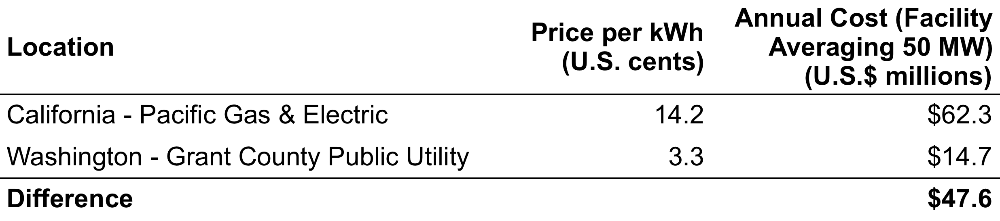 Location
Price per kWh
(U.S. cents)
Annual Cost (Facility
Averaging 50 MW)
(U.S.$ millions)
California - Pacific Gas & Electric 14.2 $62.3
Washington - Grant County Public Utility 3.3 $14.7
Difference $47.6